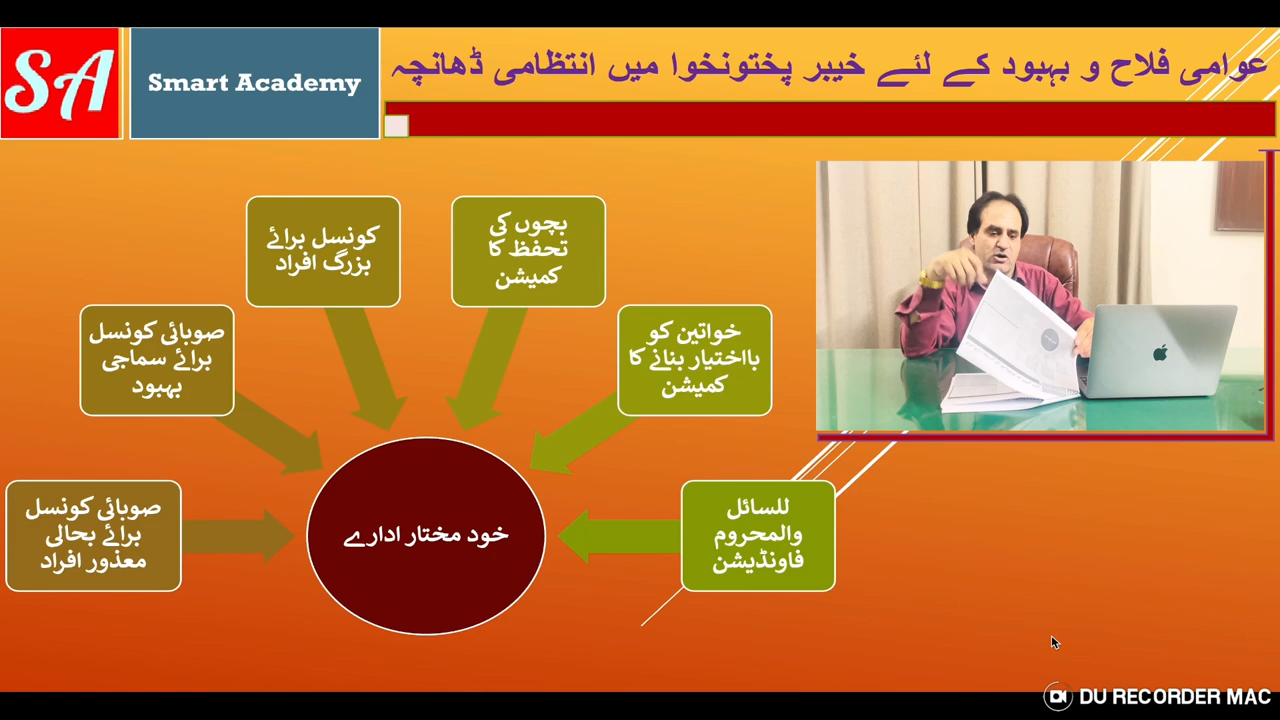 SA
Smart Academy
عوامی فلاح و بہبود کے لئے خیبر پختونخوا میں انتظامی ڈھانچہ
کونسل برائے
بزرگ افراد
بچوں کی
تحفظ کا
کمیشن
صوبائی کونسل
برائے سماجی
بہبود
خواتین کو
بااختیار بنانے کا
کمیشن
صوبائی کونسل
برائے بحالی
معذور افراد
خود مختار ادارے
للسائل
والمحروم
فاونڈیشن
DU RECORDER MAC